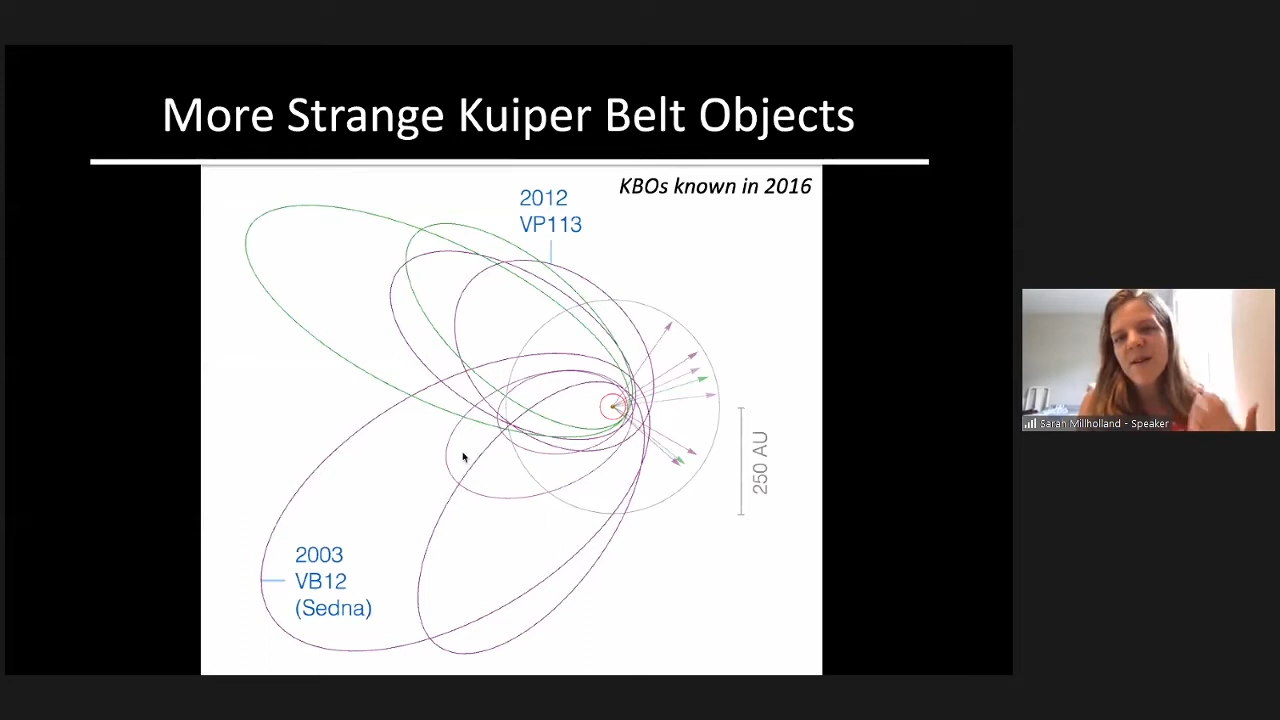 More Strange Kuiper Belt Objects
KBOs known in 2016
2012
VP113
250 AU
2003
VB12
(Sedna)
Sarah Millholland - Speaker